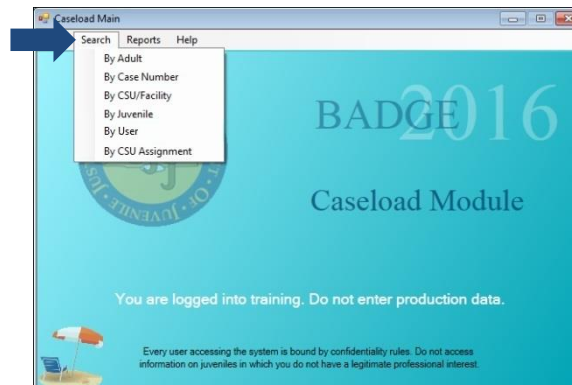 Caseload Main
Search Reports Help
By Adult
By Case Number
By CSU/Facility
By Juvenile
By User
By CSU Assignment
BADGE 2016
Caseload Module
OF JUVENILE JUS
You are logged into training. Do not enter production data.
Every user accessing the system is bound by confidentiality rules. Do not access
information on juveniles in which you do not have a legitimate professional interest.